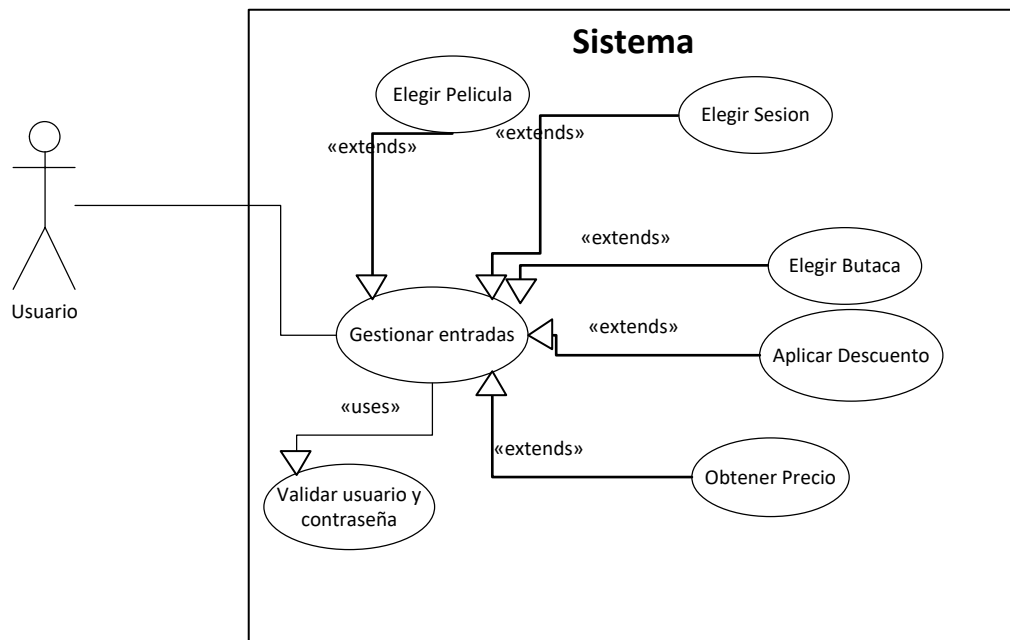 Sistema
Elegir Pelicula
Elegir Sesion
«extends»
«extends»
«extends»
Elegir Butaca
Usuario
Gestionar entradas
«extends»
Aplicar Descuento
«uses»
«extends»
Obtener Precio
Validar usuario y
contraseña